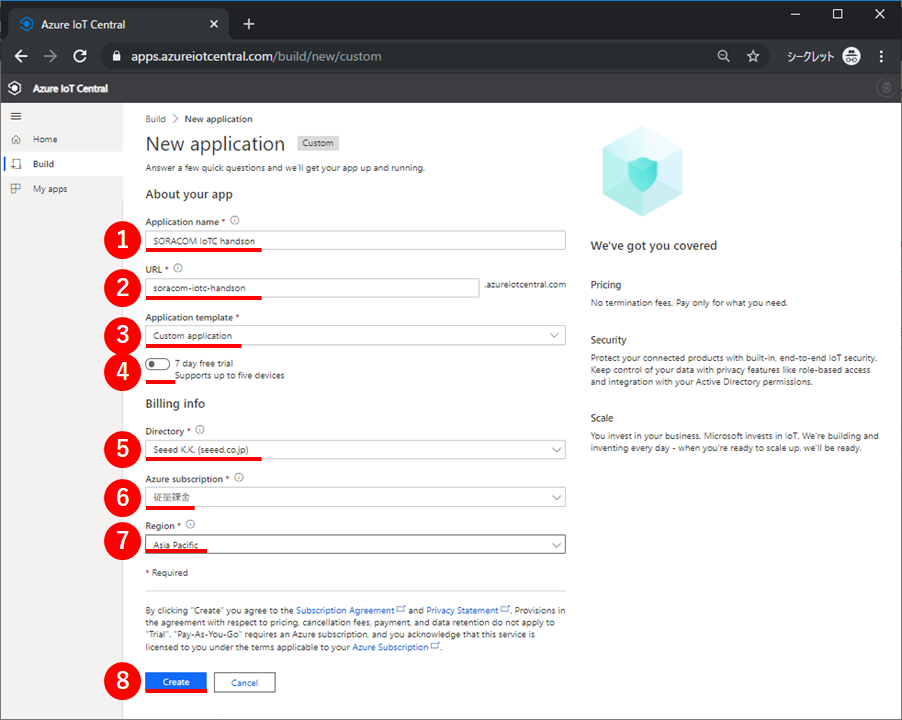 Azure IoT Central
apps.azureiotcentral.com/build/new/custom
シークレット
Azure IoT Central
Home
Build
My apps
Build > New application
New application Custom
Answer a few quick questions and we'll get your app up and running.
About your app
Application name *
1 SORACOM IoTC handson
URL *
2 soracom-iotc-handson .azureiotcentral.com
Application template *
3 Custom application
4 7 day free trial
Supports up to five devices
Billing info
Directory *
5 Seeed K.K. (seeed.co.jp)
Azure subscription *
6 従量課金
Region *
7 Asia Pacific
* Required
By clicking "Create" you agree to the Subscription Agreement and Privacy Statement. Provisions in
the agreement with respect to pricing, cancellation fees, payment, and data retention do not apply to
"Trial". "Pay-As-You-Go" requires an Azure subscription, and you acknowledge that this service is
licensed to you under the terms applicable to your Azure Subscription.
8 Create Cancel
We've got you covered
Pricing
No termination fees. Pay only for what you need.
Security
Protect your connected products with built-in, end-to-end IoT security.
Keep control of your data with privacy features like role-based access
and integration with your Active Directory permissions.
Scale
You invest in your business. Microsoft invests in IoT. We're building and
inventing every day - when you're ready to scale up, we'll be ready.